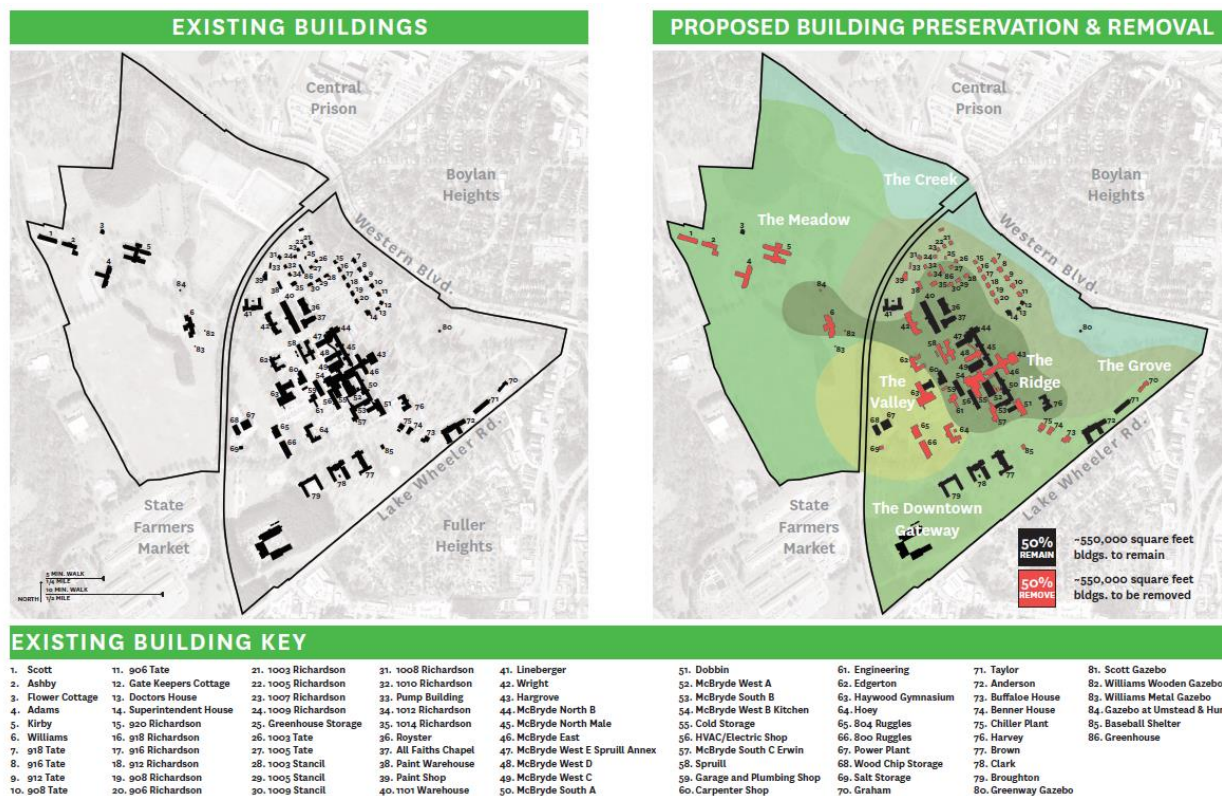 EXISTING BUILDINGS
Central
Prison
Boylan
Heights
Western Blvd.
Lake Wheeler Rd.
State
Farmers
Market
Fuller
Heights
5 MIN. WALK
1/4 MILE
10 MIN. WALK
1/2 MILE
NORTH
PROPOSED BUILDING PRESERVATION & REMOVAL
Central
Prison
Boylan
Heights
The Creek
The Meadow
Western Blvd.
The Grove
The
Ridge
The
Valley
Lake Wheeler Rd.
State
Farmers
Market
The Downtown
Gateway
Fuller
Heights
50%
REMAIN
~550,000 square feet
bldgs. to remain
50%
REMOVE
~550,000 square feet
bldgs. to be removed
EXISTING BUILDING KEY
1. Scott
2. Ashby
3. Flower Cottage
4. Adams
5. Kirby
6. Williams
7. 918 Tate
8. 916 Tate
9. 912 Tate
10. 908 Tate
11. 906 Tate
12. Gate Keepers Cottage
13. Doctors House
14. Superintendent House
15. 920 Richardson
16. 918 Richardson
17. 916 Richardson
18. 912 Richardson
19. 908 Richardson
20. 906 Richardson
21. 1003 Richardson
22. 1005 Richardson
23. 1007 Richardson
24. 1009 Richardson
25. Greenhouse Storage
26. 1003 Tate
27. 1005 Tate
28. 1003 Stancil
29. 1005 Stancil
30. 1009 Stancil
31. 1008 Richardson
32. 1010 Richardson
33. Pump Building
34. 1012 Richardson
35. 1014 Richardson
36. Royster
37. All Faiths Chapel
38. Paint Warehouse
39. Paint Shop
40. 1101 Warehouse
41. Lineberger
42. Wright
43. Hargrove
44. McBryde North B
45. McBryde North Male
46. McBryde East
47. McBryde West E Spruill Annex
48. McBryde West D
49. McBryde West C
50. McBryde South A
51. Dobbin
52. McBryde West A
53. McBryde South B
54. McBryde West B Kitchen
55. Cold Storage
56. HVAC/Electric Shop
57. McBryde South C Erwin
58. Spruill
59. Garage and Plumbing Shop
60. Carpenter Shop
61. Engineering
62. Edgerton
63. Haywood Gymnasium
64. Hoey
65. 804 Ruggles
66. 800 Ruggles
67. Power Plant
68. Wood Chip Storage
69. Salt Storage
70. Graham
71. Taylor
72. Anderson
73. Buffaloe House
74. Benner House
75. Chiller Plant
76. Harvey
77. Brown
78. Clark
79. Broughton
80. Greenway Gazebo
81. Scott Gazebo
82. Williams Wooden Gazebo
83. Williams Metal Gazebo
84. Gazebo at Umstead & Hun
85. Baseball Shelter
86. Greenhouse